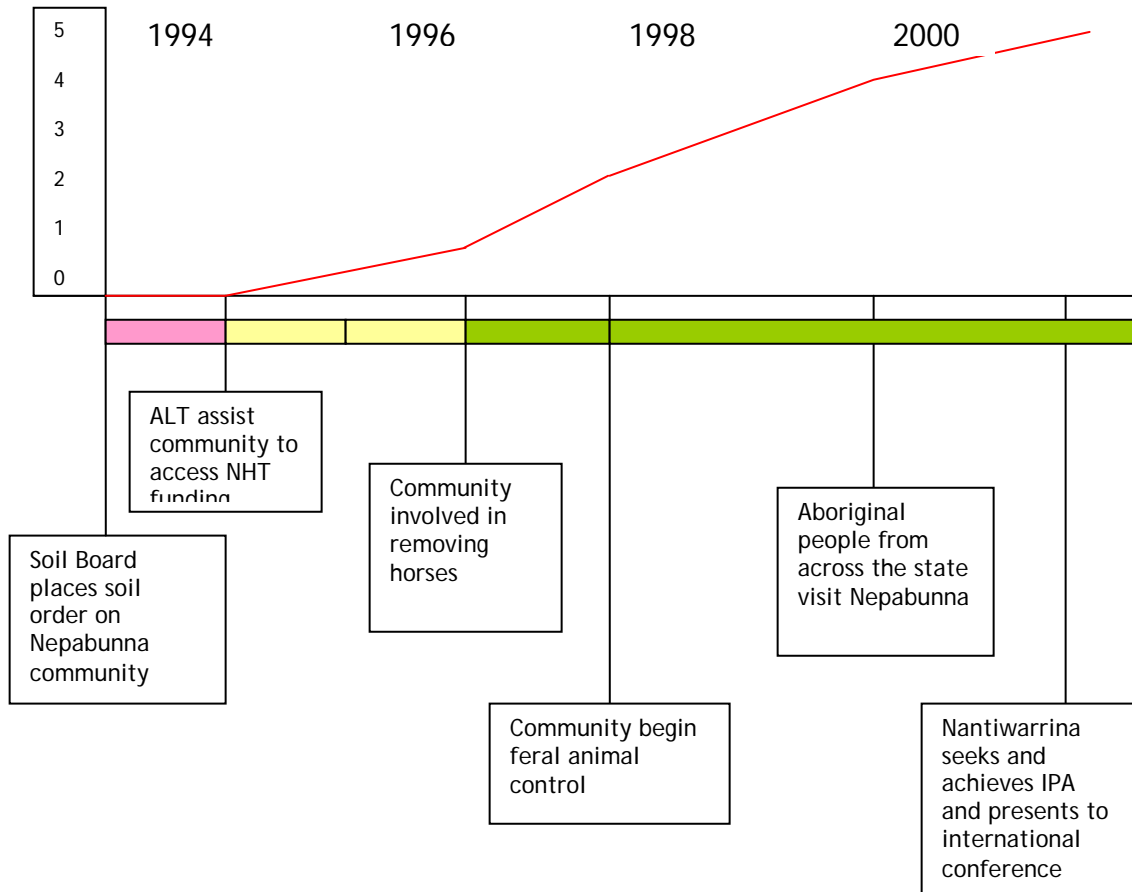 5
4
3
2
1
0
1994
1996
1998
2000
ALT assist
community to
access NHT
funding
Soil Board
places soil
order on
Nepabunna
community
Community
involved in
removing
horses
Aboriginal
people from
across the state
visit Nepabunna
Community begin
feral animal
control
Nantiwarrina
seeks and
achieves IPA
and presents to
international
conference